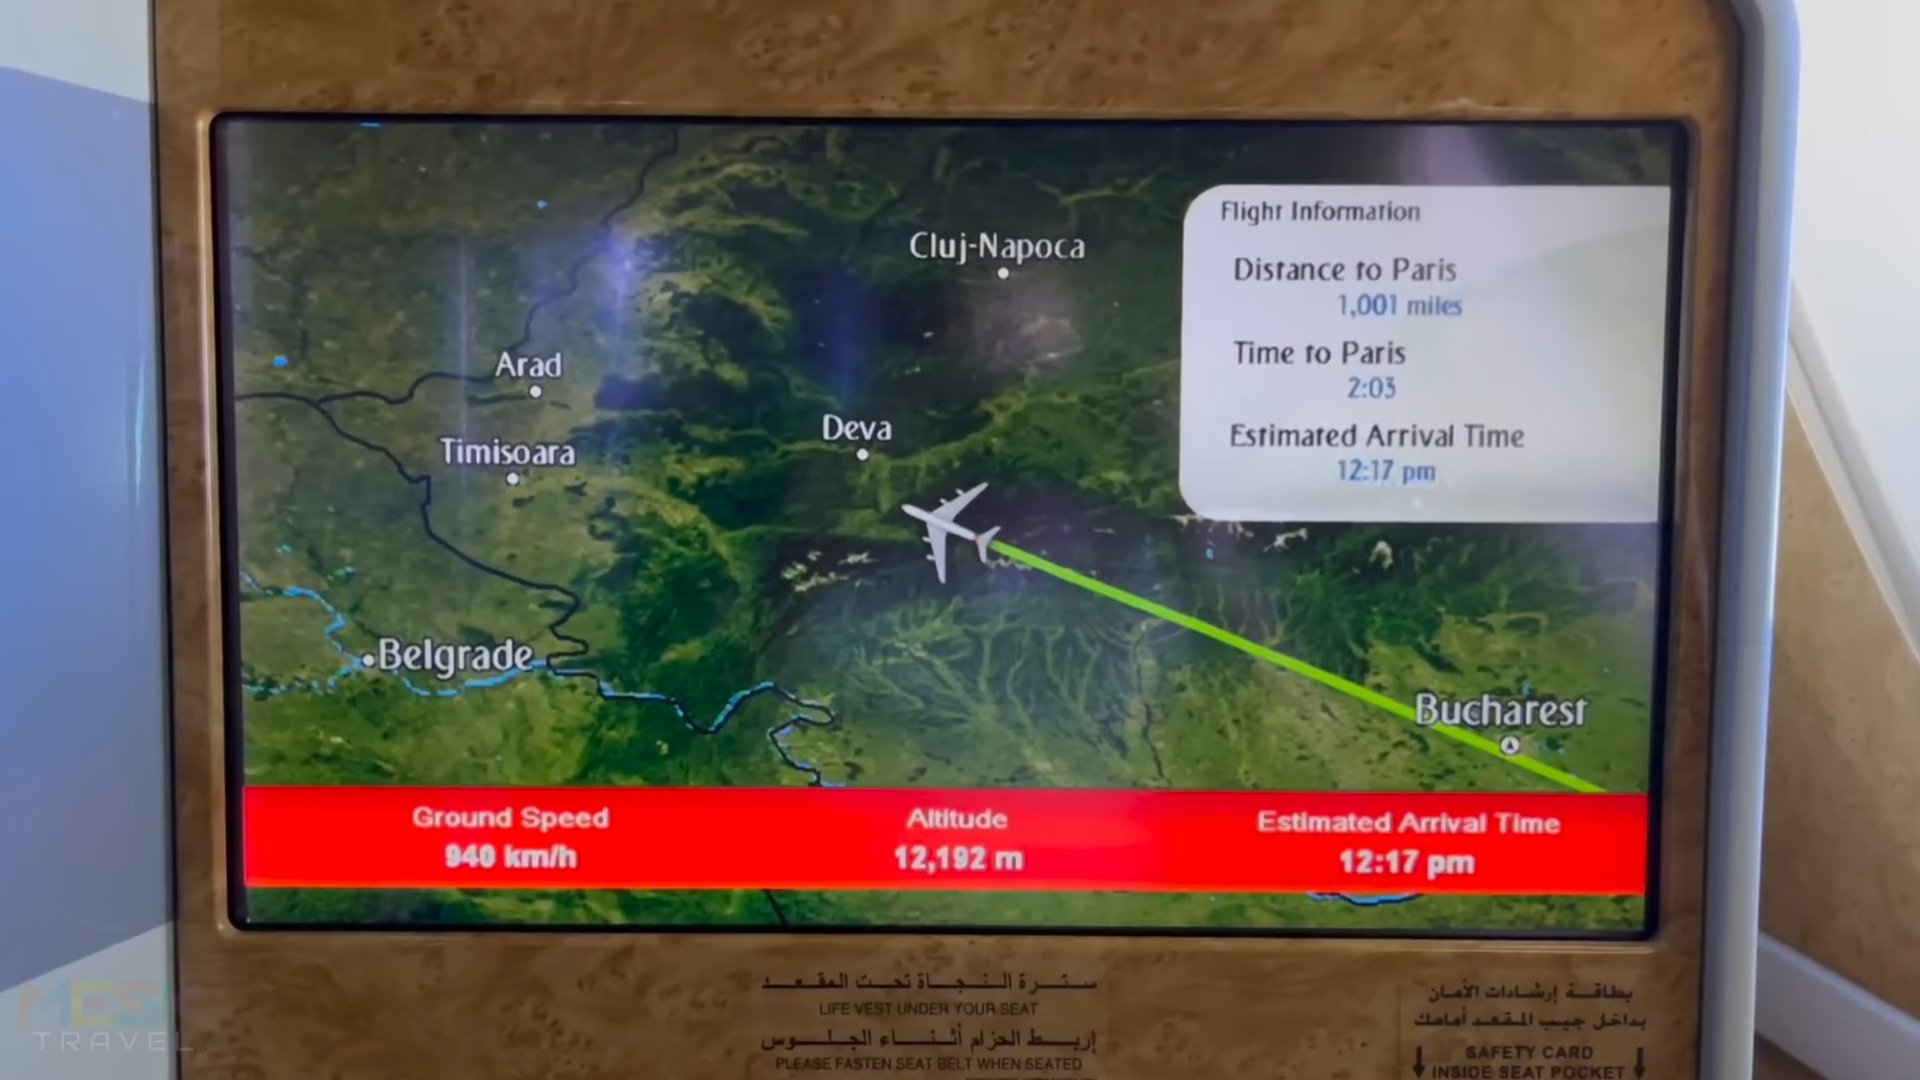 Flight Information
Cluj-Napoca
Distance to Paris
1,001 miles
Time to Paris
2:03
Arad
Deva
Timisoara
Estimated Arrival Time
12:17 pm
Belgrade
Bucharest
Ground Speed
940 km/h
Altitude
12,192 m
Estimated Arrival Time
12:17 pm
سترة النجاة تحت المقعد
LIFE VEST UNDER YOUR SEAT
إربط الحزام أثناء الجلوس
PLEASE FASTEN SEAT BELT WHEN SEATED
بطاقة إرشادات الأمان
بداخل جيب المقعد أمامك
SAFETY CARD
INSIDE SEAT POCKET
TRAVEL